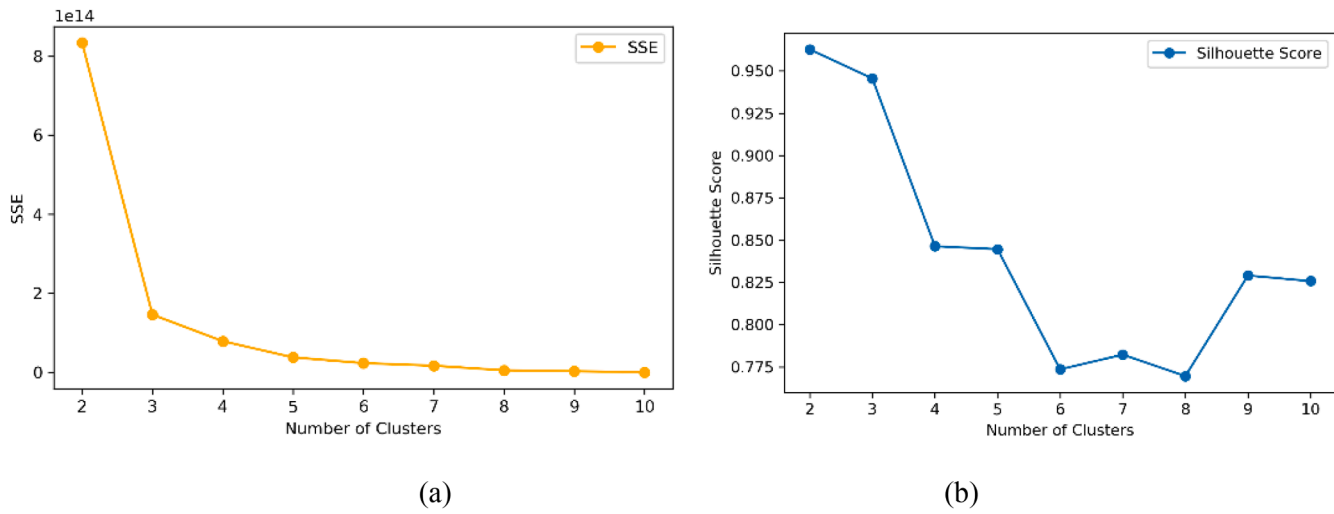 1e14
SSE
8
6
4
2
0
SSE
2 3 4 5 6 7 8 9 10
Number of Clusters
(a)
Silhouette Score
0.950
0.925
0.900
0.875
0.850
0.825
0.800
0.775
Silhouette Score
2 3 4 5 6 7 8 9 10
Number of Clusters
(b)